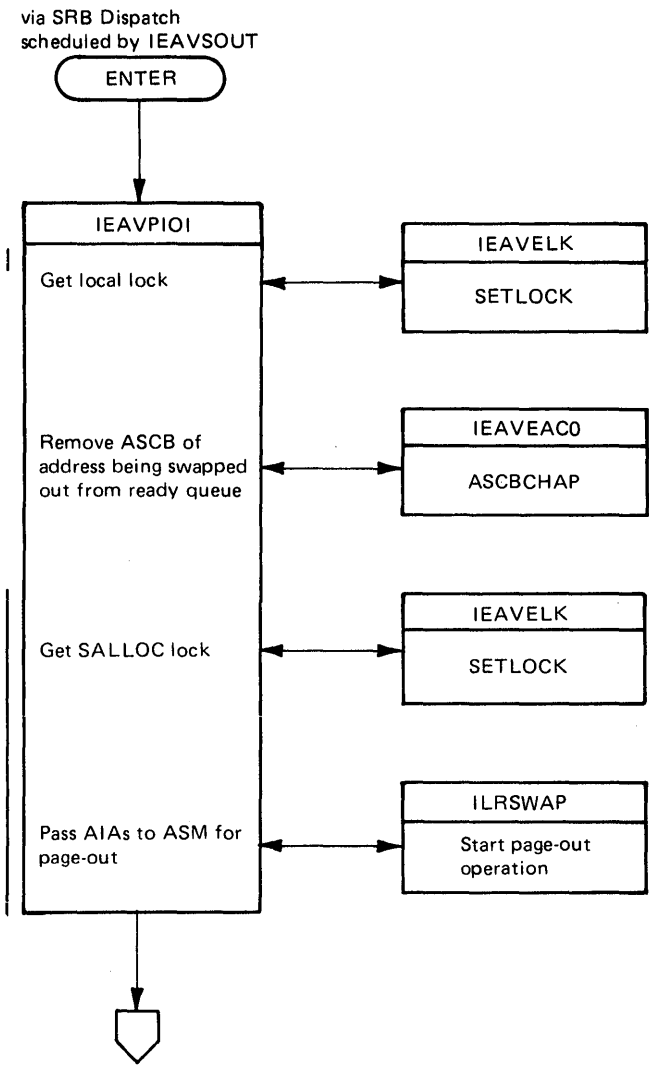 via SRB Dispatch
scheduled by IEAVSOUT
ENTER
IEAVPIOI
Get local lock
IEAVELK
SETLOCK
Remove ASCB of
address being swapped
out from ready queue
IEAVEAC0
ASCBCHAP
Get SALLOC lock
IEAVELK
SETLOCK
Pass AIAs to ASM for
page-out
ILRSWAP
Start page-out
operation